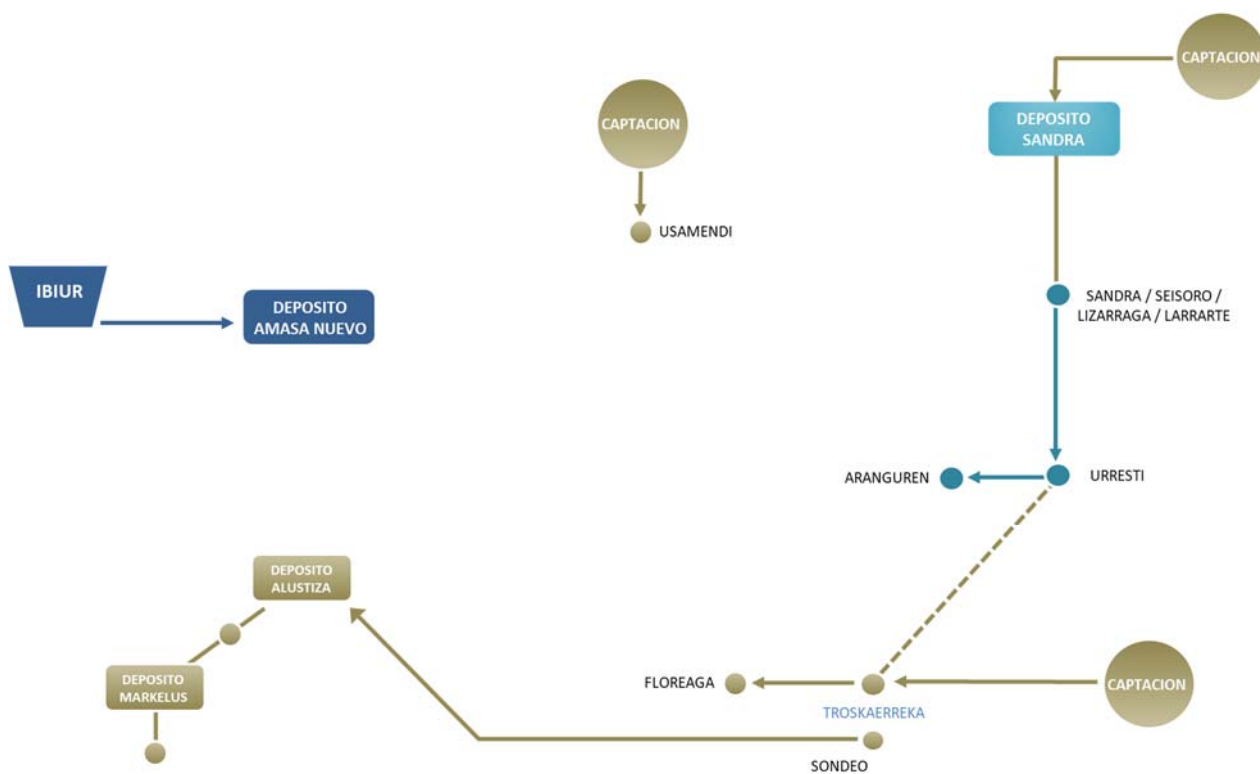 CAPTACION
DEPOSITO
SANDRA
CAPTACION
USAMENDI
IBIUR
DEPOSITO
AMASA NUEVO
SANDRA / SEISORO /
LIZARRAGA / LARRARTE
ARANGUREN
URRESTI
DEPOSITO
ALUSTIZA
DEPOSITO
MARKELUS
FLOREAGA
TROSKAERREKA
CAPTACION
SONDEO